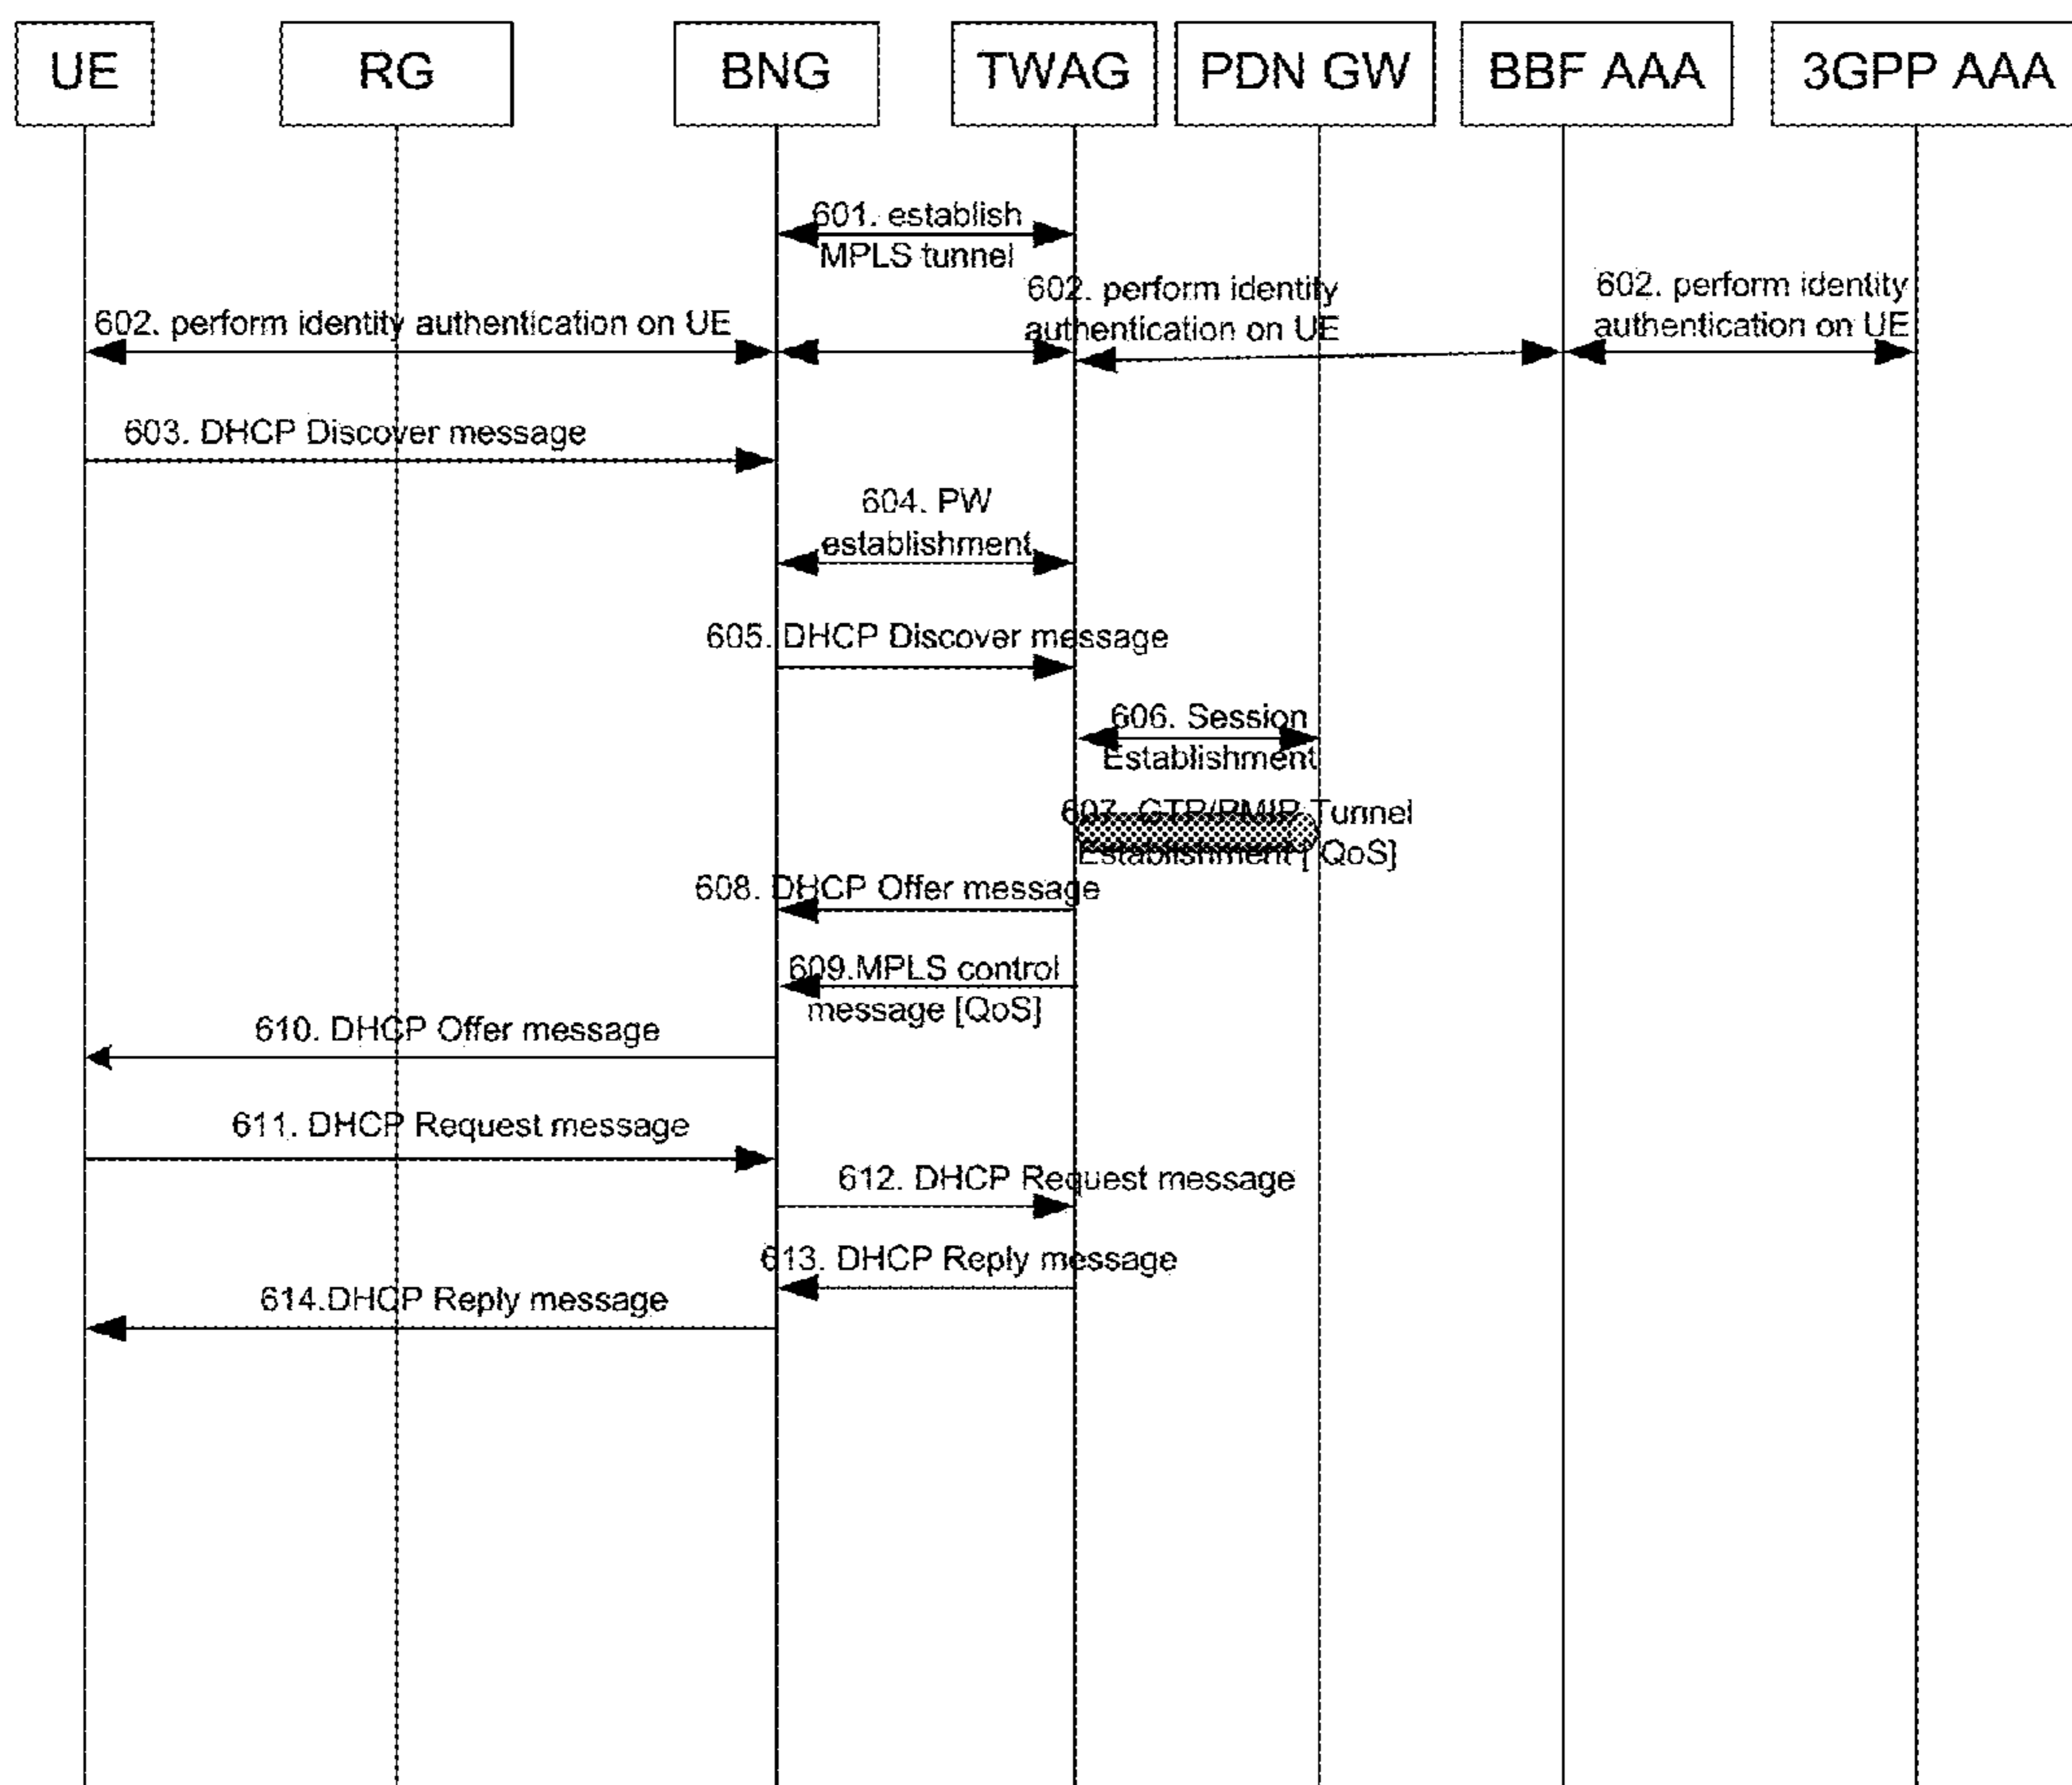 UE RG BNG TWAG PDN GW BBF AAA 3GPP AAA
601. establish
MPLS tunnel
602. perform identity authentication on UE
602. perform identity
authentication on UE
602. perform identity
authentication on UE
603. DHCP Discover message
604. PW
establishment
605. DHCP Discover message
606. Session
Establishment
607. GTP/PMIP Tunnel
Establishment [ QoS]
608. DHCP Offer message
609.MPLS control
message [QoS]
610. DHCP Offer message
611. DHCP Request message
612. DHCP Request message
613. DHCP Reply message
614.DHCP Reply message